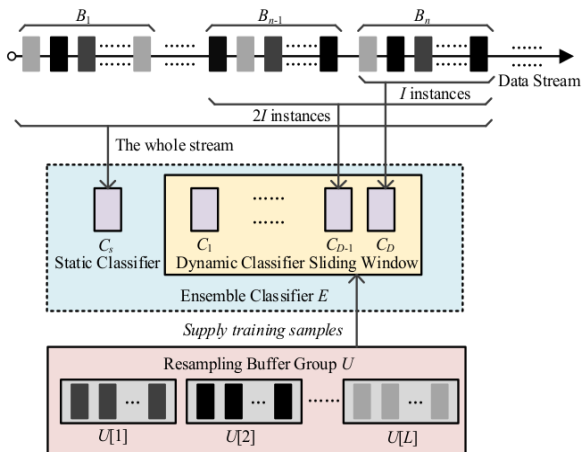 B1 Bn-1 Bn
...... ...... ...... ...... ......
...... ...... ...... ...... ......
Data Stream
I instances
2I instances
The whole stream
......
......
Cs C1 CD-1 CD
Static Classifier Dynamic Classifier Sliding Window
Ensemble Classifier E
Supply training samples
Resampling Buffer Group U
... ... ...... ...
U[1] U[2] U[L]